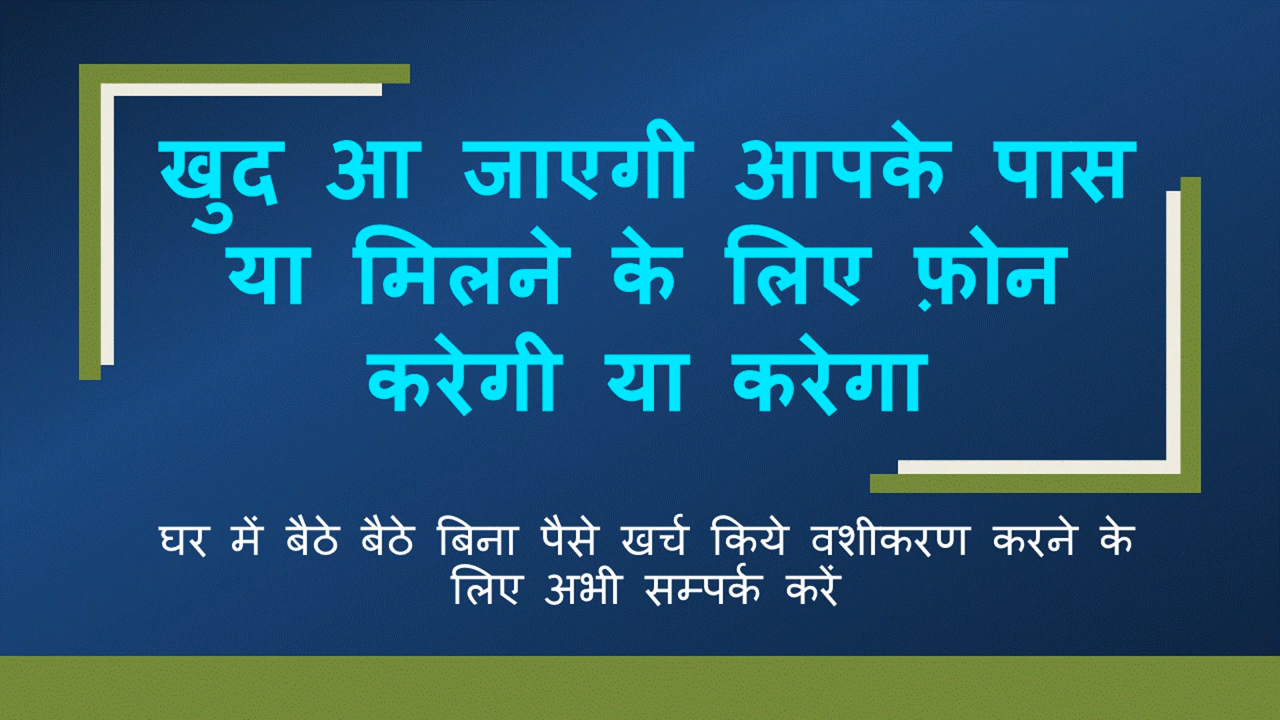 खुद आ जाएगी आपके पास
या मिलने के लिए फ़ोन
करेगी या करेगा
घर में बैठे बैठे बिना पैसे खर्च किये वशीकरण करने के
लिए अभी सम्पर्क करें